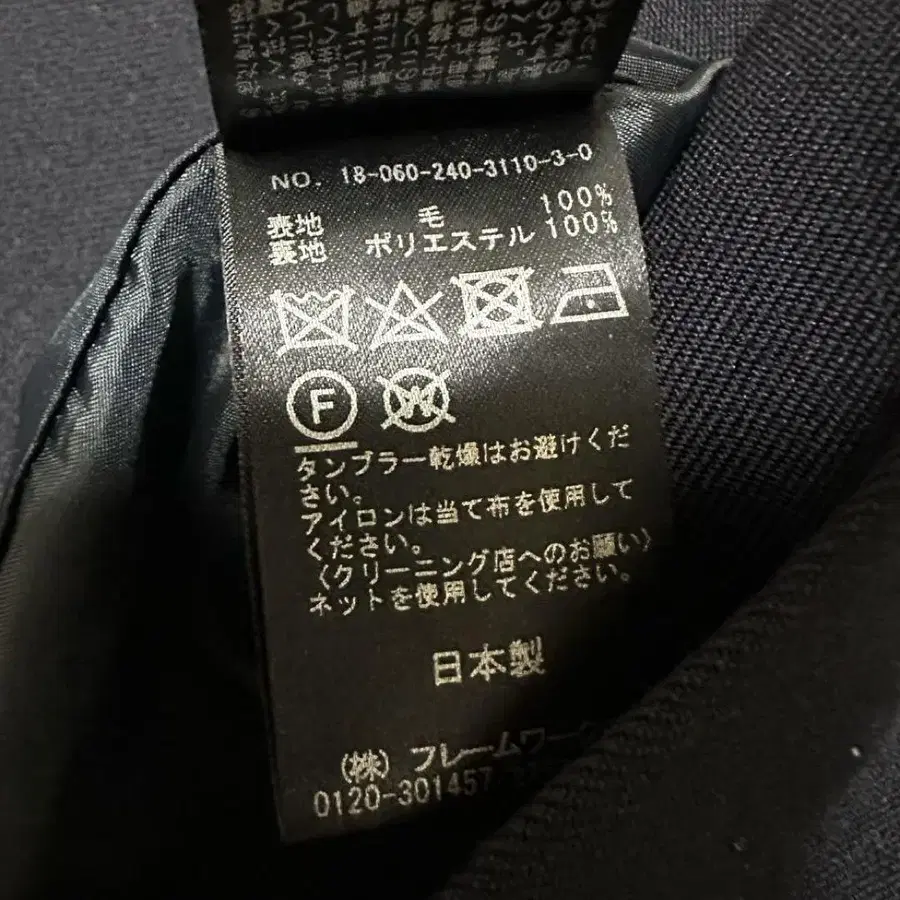 NO. 18-060-240-3110-3-0
表地 毛 100%
裏地 ポリエステル 100%
F
W
タンブラー乾燥はお避けくだ
さい。
アイロンは当て布を使用して
ください。
〈クリーニング店へのお願い〉
ネットを使用してください。
日本製
(株) フレームワーク
0120-301457